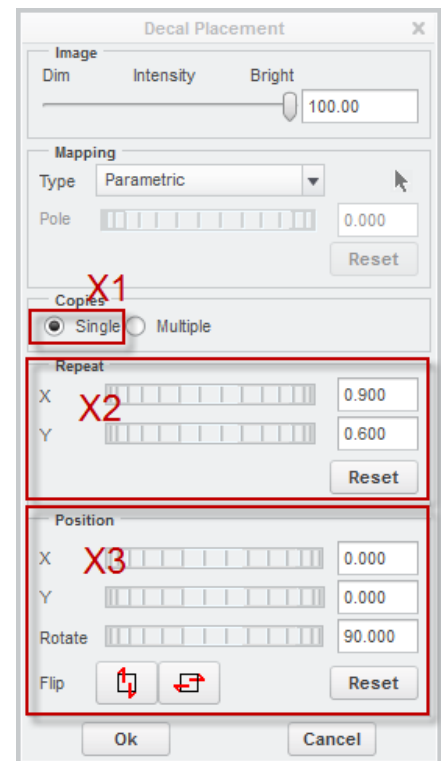 Decal Placement X
Image
Dim Intensity Bright
100.00
Mapping
Type Parametric
Pole 0.000
Reset
X1
Copies
Single Multiple
Repeat
X 0.900
X2
Y 0.600
Reset
Position
X X3 0.000
Y 0.000
Rotate 90.000
Flip Reset
Ok Cancel